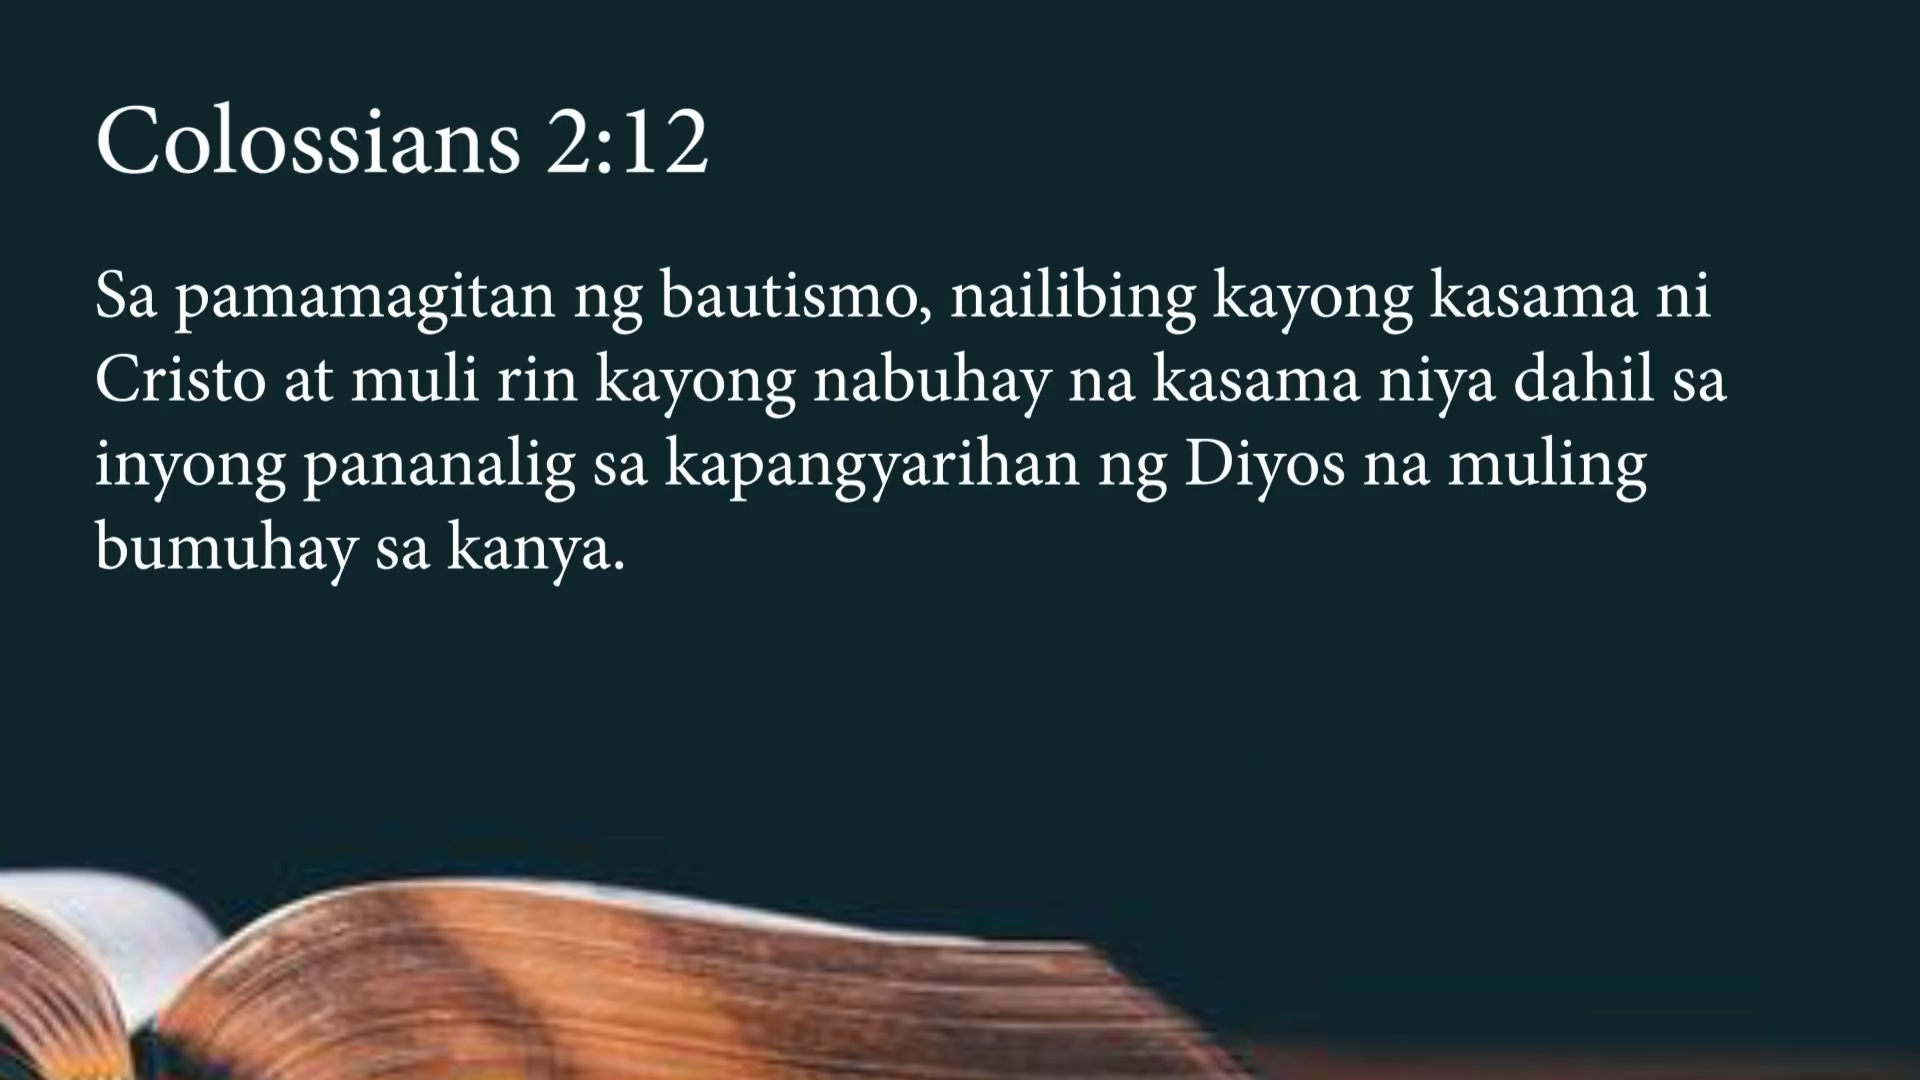 Colossians 2:12
Sa pamamagitan ng bautismo, nailibing kayong kasama ni
Cristo at muli rin kayong nabuhay na kasama niya dahil sa
inyong pananalig sa kapangyarihan ng Diyos na muling
bumuhay sa kanya.